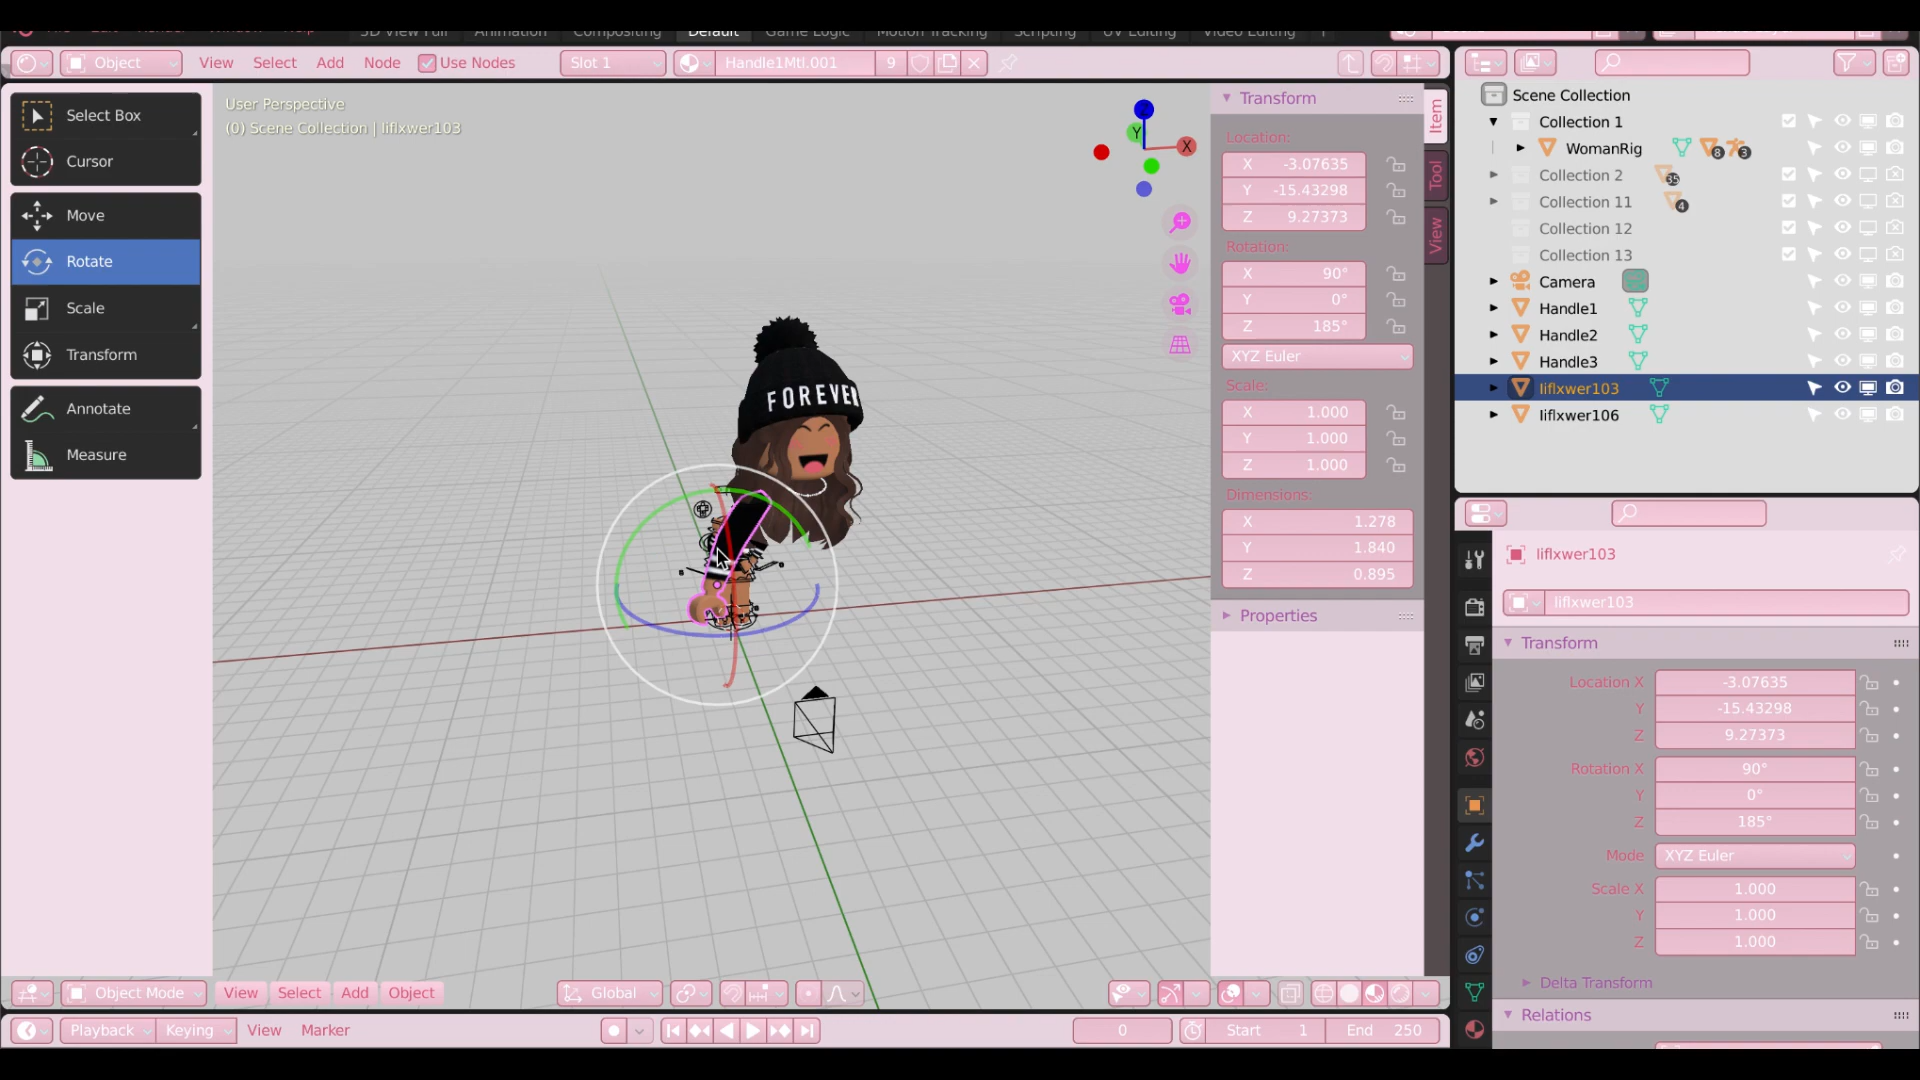 3D View Full Animation Compositing Default Game Logic Motion Tracking Scripting UV Editing Video Editing
Object View Select Add Node Use Nodes Slot 1 Handle1Mtl.001 9
Select Box
Cursor
Move
Rotate
Scale
Transform
Annotate
Measure
User Perspective
(0) Scene Collection | liflxwer103
Z
Y
X
FOREVER
Transform
Location:
X -3.07635
Y -15.43298
Z 9.27373
Rotation:
X 90°
Y 0°
Z 185°
XYZ Euler
Scale:
X 1.000
Y 1.000
Z 1.000
Dimensions:
X 1.278
Y 1.840
Z 0.895
Properties
Item
Tool
View
Scene Collection
Collection 1
WomanRig 8 3
Collection 2 35
Collection 11 4
Collection 12
Collection 13
Camera
Handle1
Handle2
Handle3
liflxwer103
liflxwer106
liflxwer103
liflxwer103
Transform
Location X -3.07635
Y -15.43298
Z 9.27373
Rotation X 90°
Y 0°
Z 185°
Mode XYZ Euler
Scale X 1.000
Y 1.000
Z 1.000
Delta Transform
Relations
Object Mode View Select Add Object Global
Playback Keying View Marker 0 Start 1 End 250